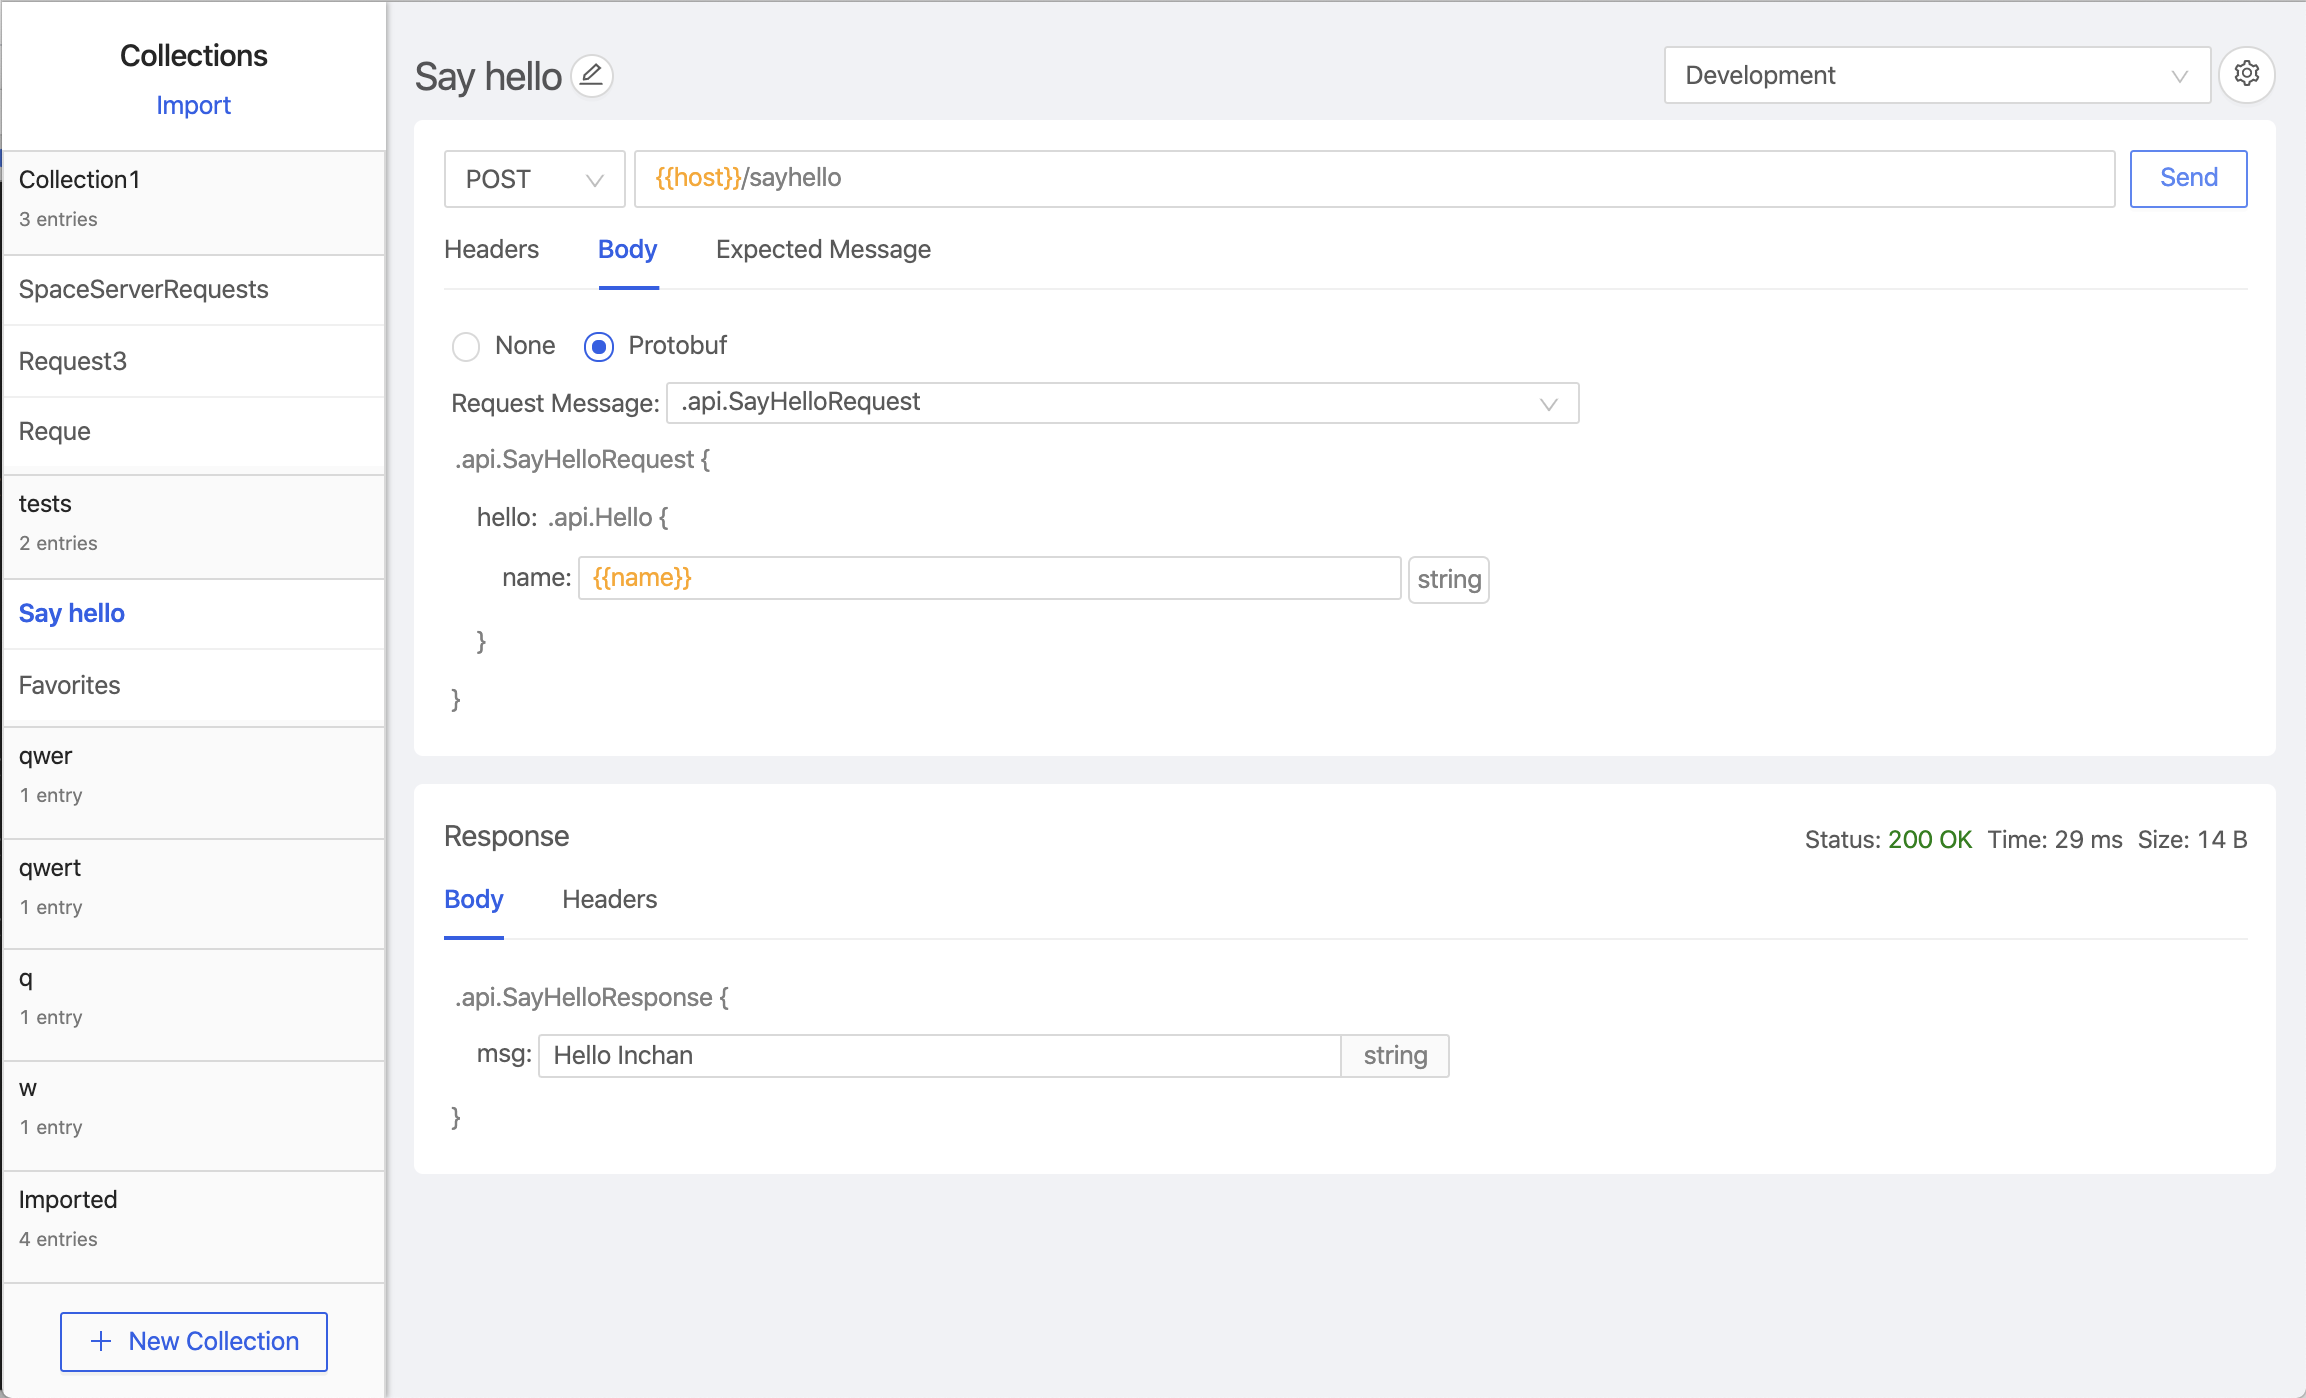 Collections
Import
Collection1
3 entries
SpaceServerRequests
Request3
Reque
tests
2 entries
Say hello
Favorites
qwer
1 entry
qwert
1 entry
q
1 entry
w
1 entry
Imported
4 entries
New Collection
Say hello
Development
POST
{{host}}/sayhello
Send
Headers Body Expected Message
None Protobuf
Request Message: .api.SayHelloRequest
.api.SayHelloRequest {
hello: .api.Hello {
name: {{name}} string
}
}
Response
Status: 200 OK Time: 29 ms Size: 14 B
Body Headers
.api.SayHelloResponse {
msg: Hello Inchan string
}